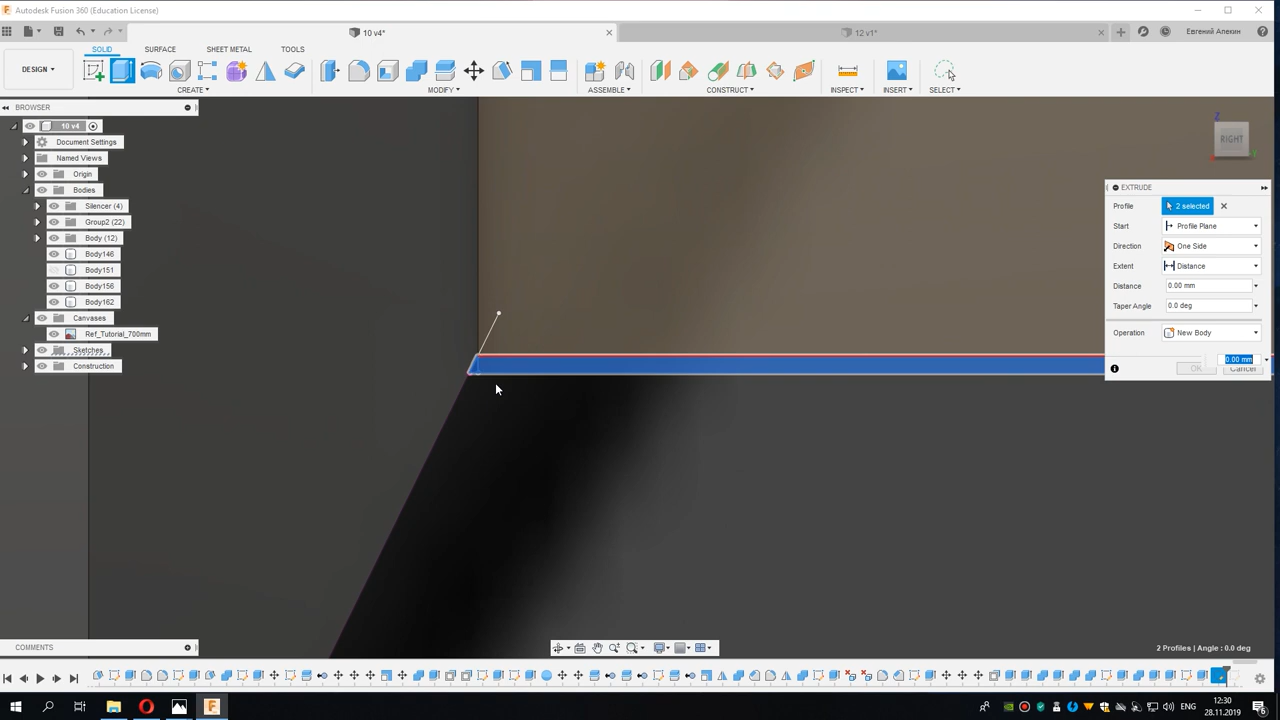 Autodesk Fusion 360 (Education License)
10 v4*
12 v1*
Евгений Апекин
DESIGN
SOLID
SURFACE
SHEET METAL
TOOLS
CREATE
MODIFY
ASSEMBLE
CONSTRUCT
INSPECT
INSERT
SELECT
BROWSER
10 v4
Document Settings
Named Views
Origin
Bodies
Silencer (4)
Group2 (22)
Body (12)
Body146
Body151
Body156
Body162
Canvases
Ref_Tutorial_700mm
Sketches
Construction
Z
RIGHT
Y
EXTRUDE
Profile 2 selected
Start Profile Plane
Direction One Side
Extent Distance
Distance 0.00 mm
Taper Angle 0.0 deg
Operation New Body
0.00 mm
OK Cancel
COMMENTS
2 Profiles | Angle : 0.0 deg
ENG
12:30
28.11.2019
6